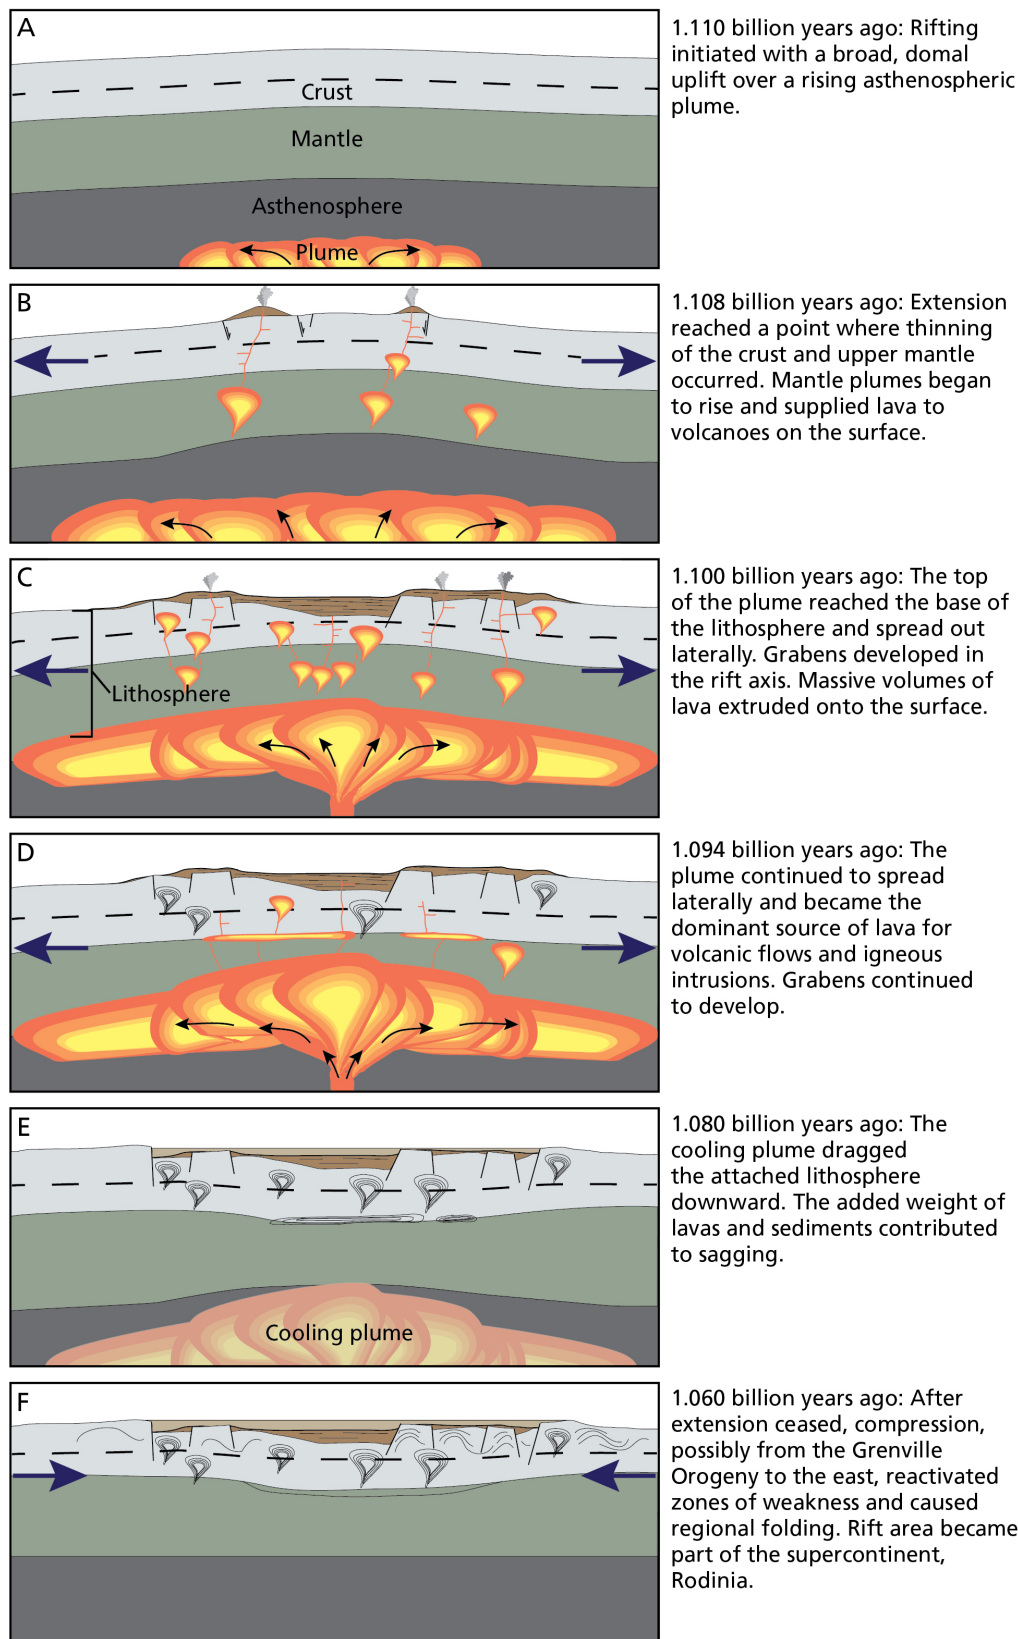 A
Crust
Mantle
Asthenosphere
Plume
1.110 billion years ago: Rifting
initiated with a broad, domal
uplift over a rising asthenospheric
plume.
B
1.108 billion years ago: Extension
reached a point where thinning
of the crust and upper mantle
occurred. Mantle plumes began
to rise and supplied lava to
volcanoes on the surface.
C
Lithosphere
1.100 billion years ago: The top
of the plume reached the base of
the lithosphere and spread out
laterally. Grabens developed in
the rift axis. Massive volumes of
lava extruded onto the surface.
D
1.094 billion years ago: The
plume continued to spread
laterally and became the
dominant source of lava for
volcanic flows and igneous
intrusions. Grabens continued
to develop.
E
Cooling plume
1.080 billion years ago: The
cooling plume dragged
the attached lithosphere
downward. The added weight of
lavas and sediments contributed
to sagging.
F
1.060 billion years ago: After
extension ceased, compression,
possibly from the Grenville
Orogeny to the east, reactivated
zones of weakness and caused
regional folding. Rift area became
part of the supercontinent,
Rodinia.